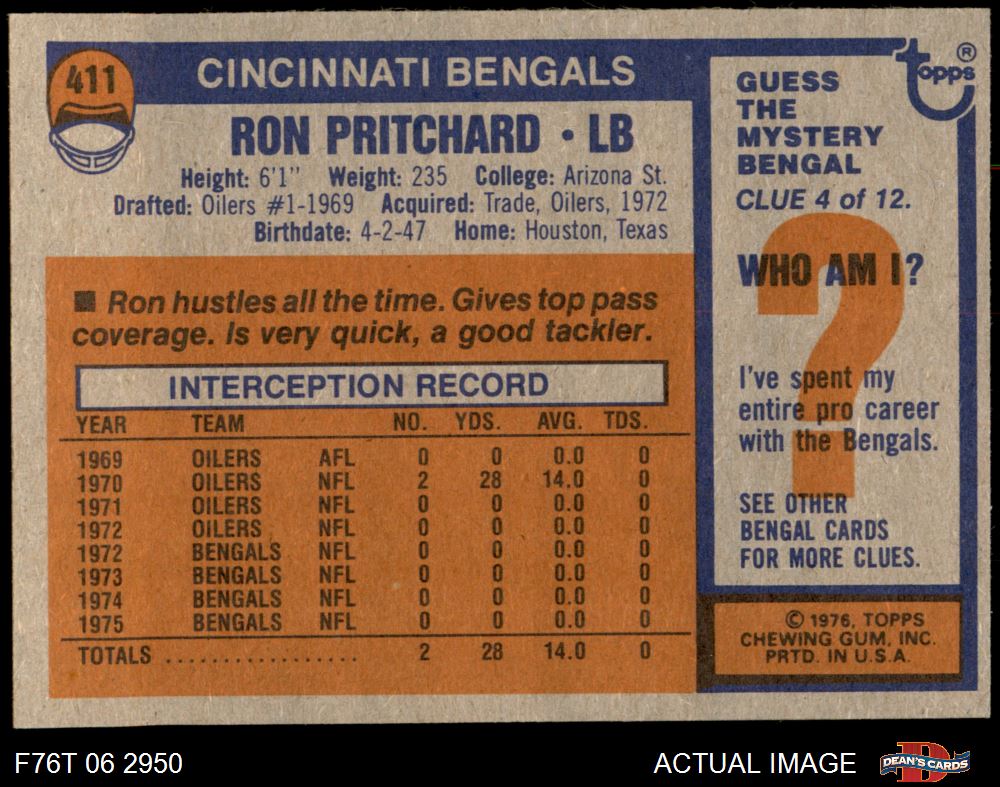 411
CINCINNATI BENGALS
RON PRITCHARD • LB
Height: 6'1" Weight: 235 College: Arizona St.
Drafted: Oilers #1-1969 Acquired: Trade, Oilers, 1972
Birthdate: 4-2-47 Home: Houston, Texas
■ Ron hustles all the time. Gives top pass
coverage. Is very quick, a good tackler.
INTERCEPTION RECORD
YEAR TEAM NO. YDS. AVG. TDS.
1969 OILERS AFL 0 0 0.0 0
1970 OILERS NFL 2 28 14.0 0
1971 OILERS NFL 0 0 0.0 0
1972 OILERS NFL 0 0 0.0 0
1972 BENGALS NFL 0 0 0.0 0
1973 BENGALS NFL 0 0 0.0 0
1974 BENGALS NFL 0 0 0.0 0
1975 BENGALS NFL 0 0 0.0 0
TOTALS .................. 2 28 14.0 0
topps ®
GUESS
THE
MYSTERY
BENGAL
CLUE 4 of 12.
?
WHO AM I?
I've spent my
entire pro career
with the Bengals.
SEE OTHER
BENGAL CARDS
FOR MORE CLUES.
© 1976, TOPPS
CHEWING GUM, INC.
PRTD. IN U.S.A.
F76T 06 2950
ACTUAL IMAGE
D
DEAN'S CARDS